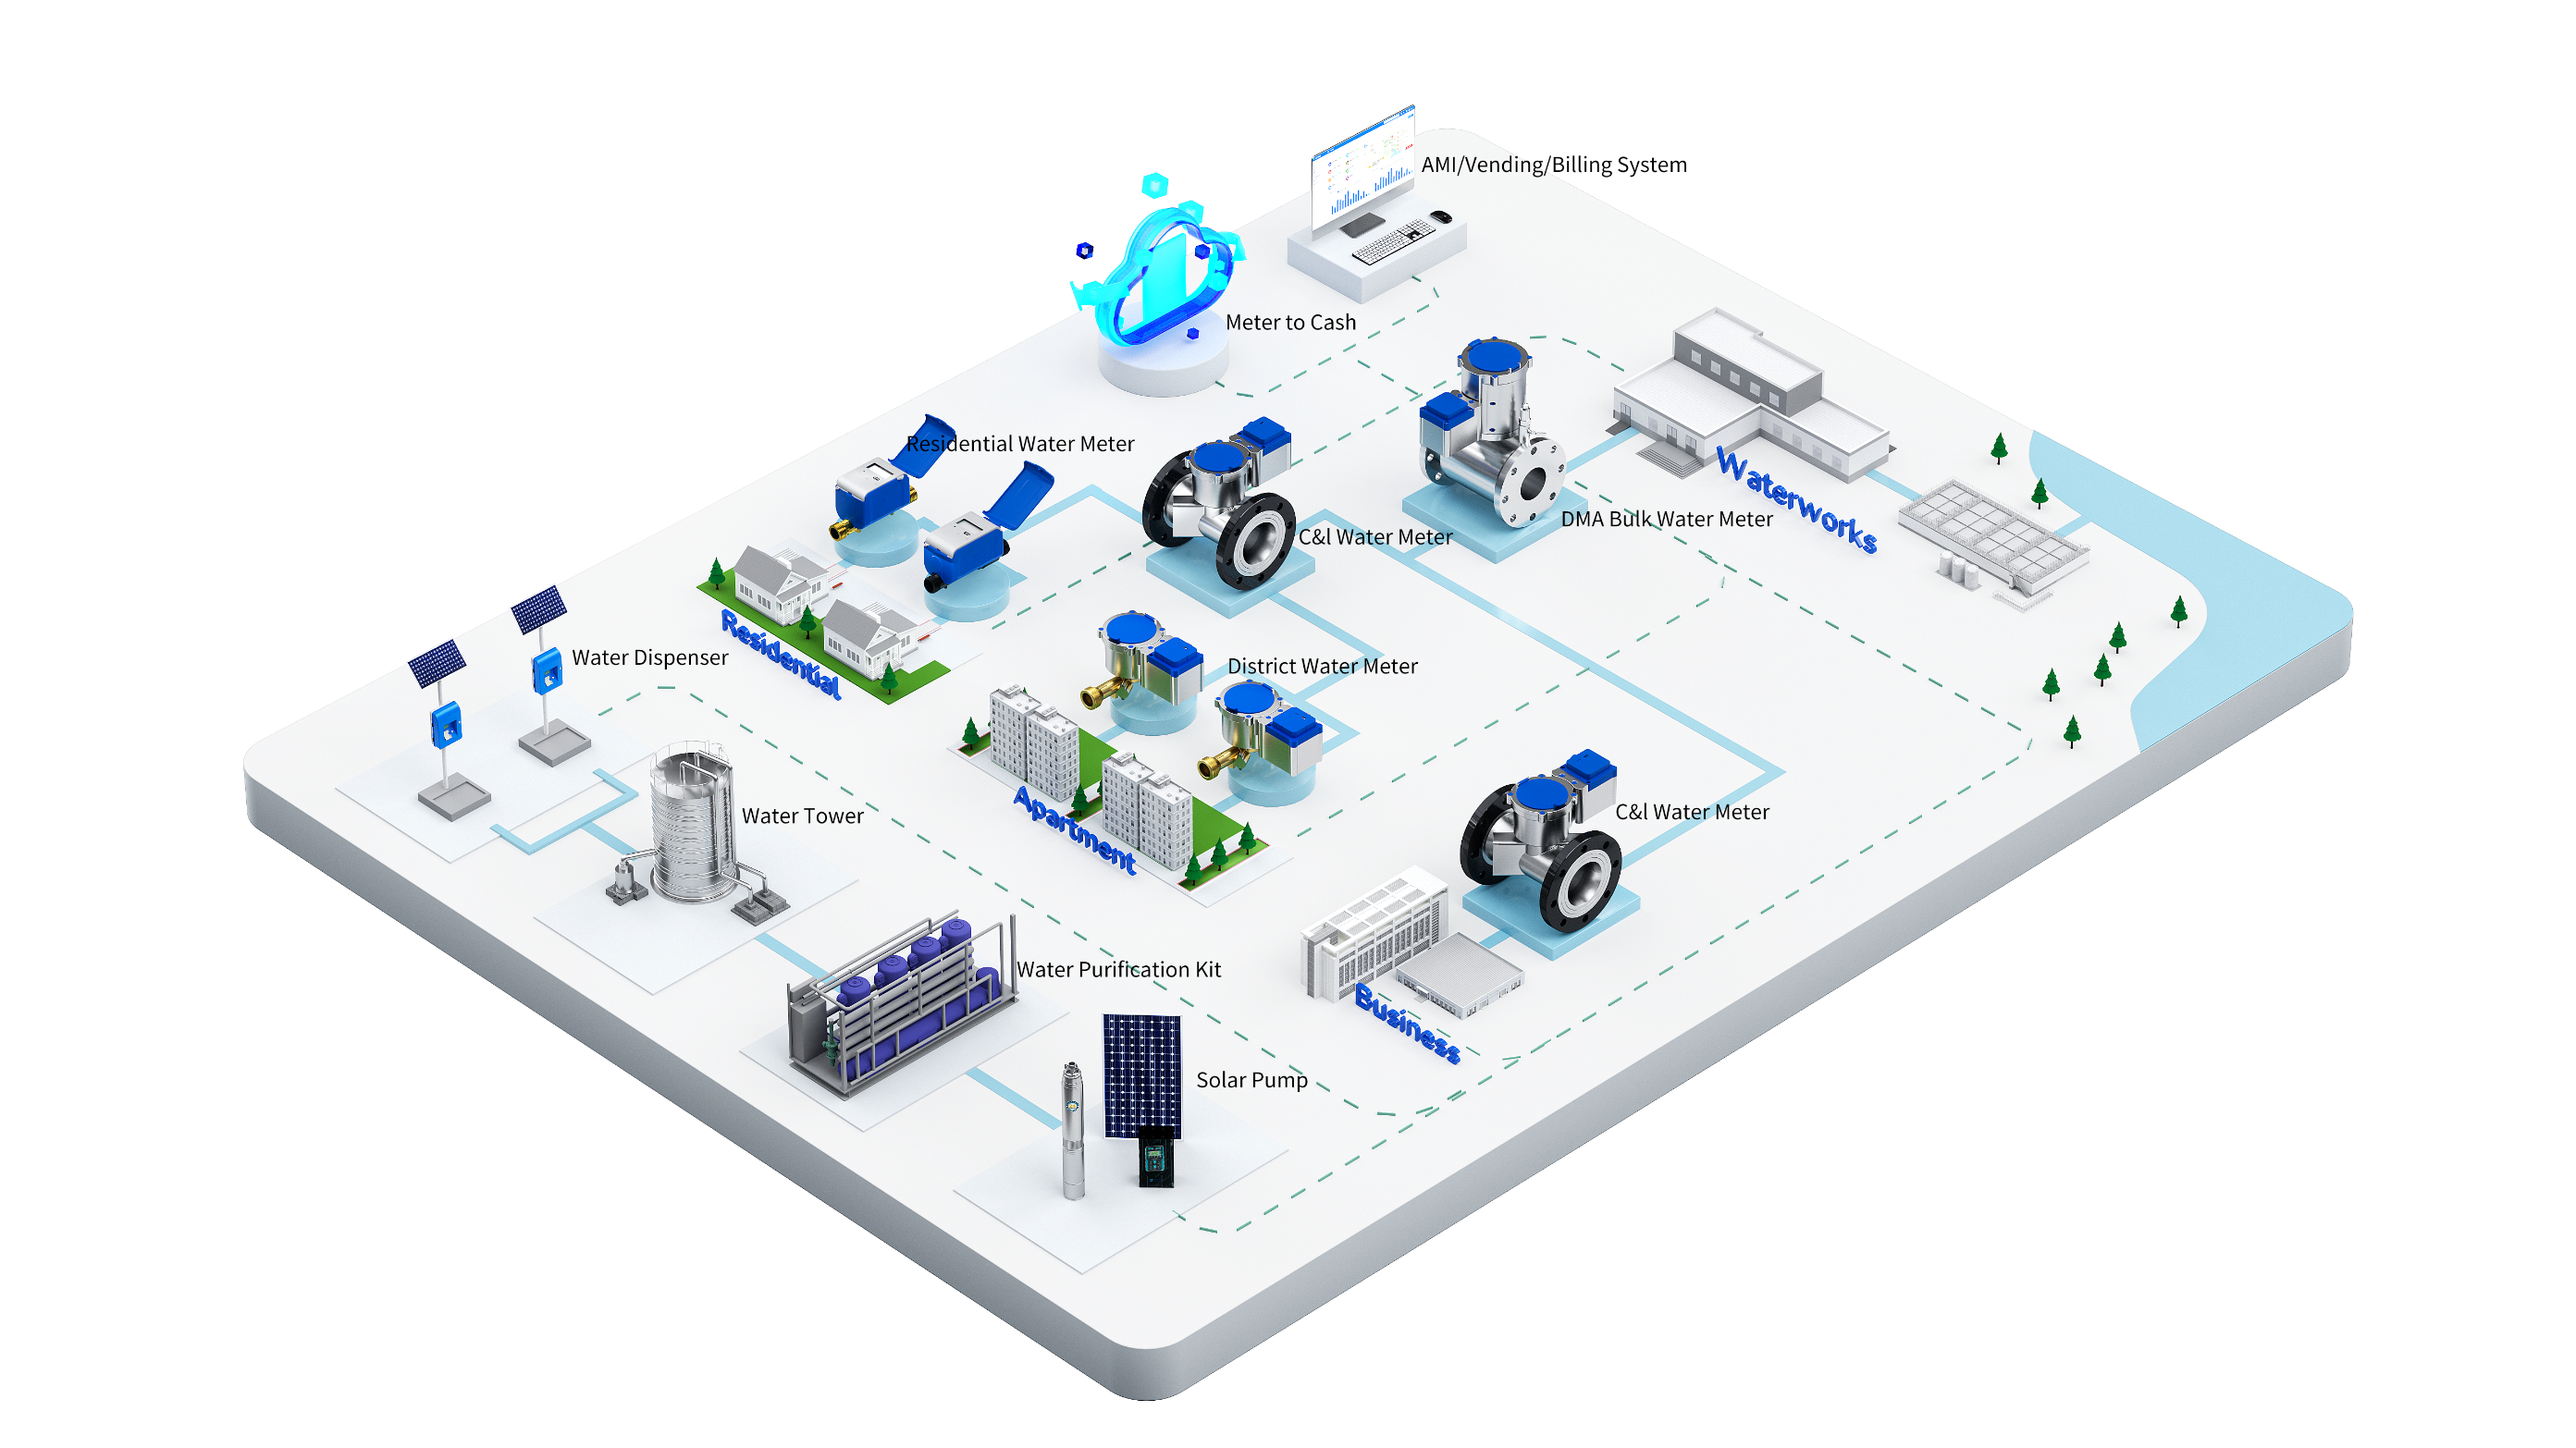 AMI/Vending/Billing System
Meter to Cash
Residential Water Meter
C&l Water Meter
DMA Bulk Water Meter
Waterworks
Residential
Water Dispenser
District Water Meter
Water Tower
Apartment
C&l Water Meter
Water Purification Kit
Business
Solar Pump